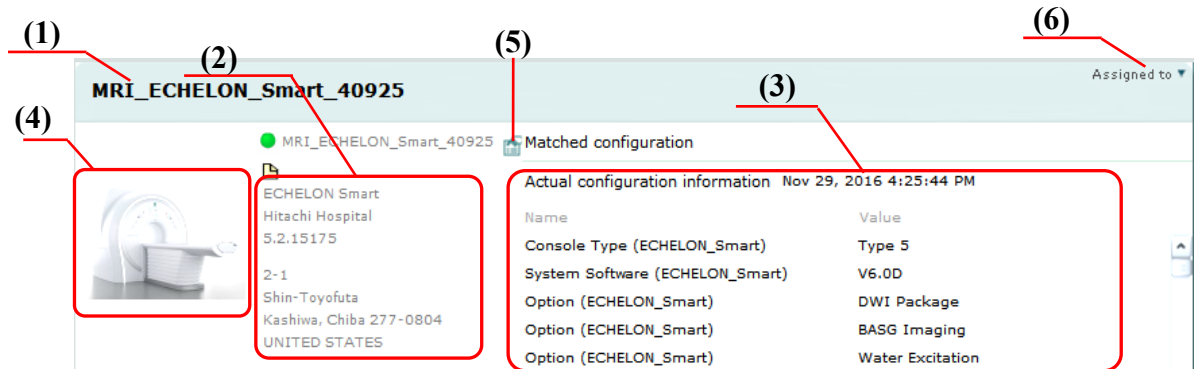 (1)
(2)
(5)
(6)
MRI_ECHELON_Smart_40925
(3)
Assigned to
(4)
MRI_ECHELON_Smart_40925
Matched configuration
ECHELON Smart
Hitachi Hospital
5.2.15175
2-1
Shin-Toyofuta
Kashiwa, Chiba 277-0804
UNITED STATES
Actual configuration information Nov 29, 2016 4:25:44 PM
Name Value
Console Type (ECHELON_Smart) Type 5
System Software (ECHELON_Smart) V6.0D
Option (ECHELON_Smart) DWI Package
Option (ECHELON_Smart) BASG Imaging
Option (ECHELON_Smart) Water Excitation